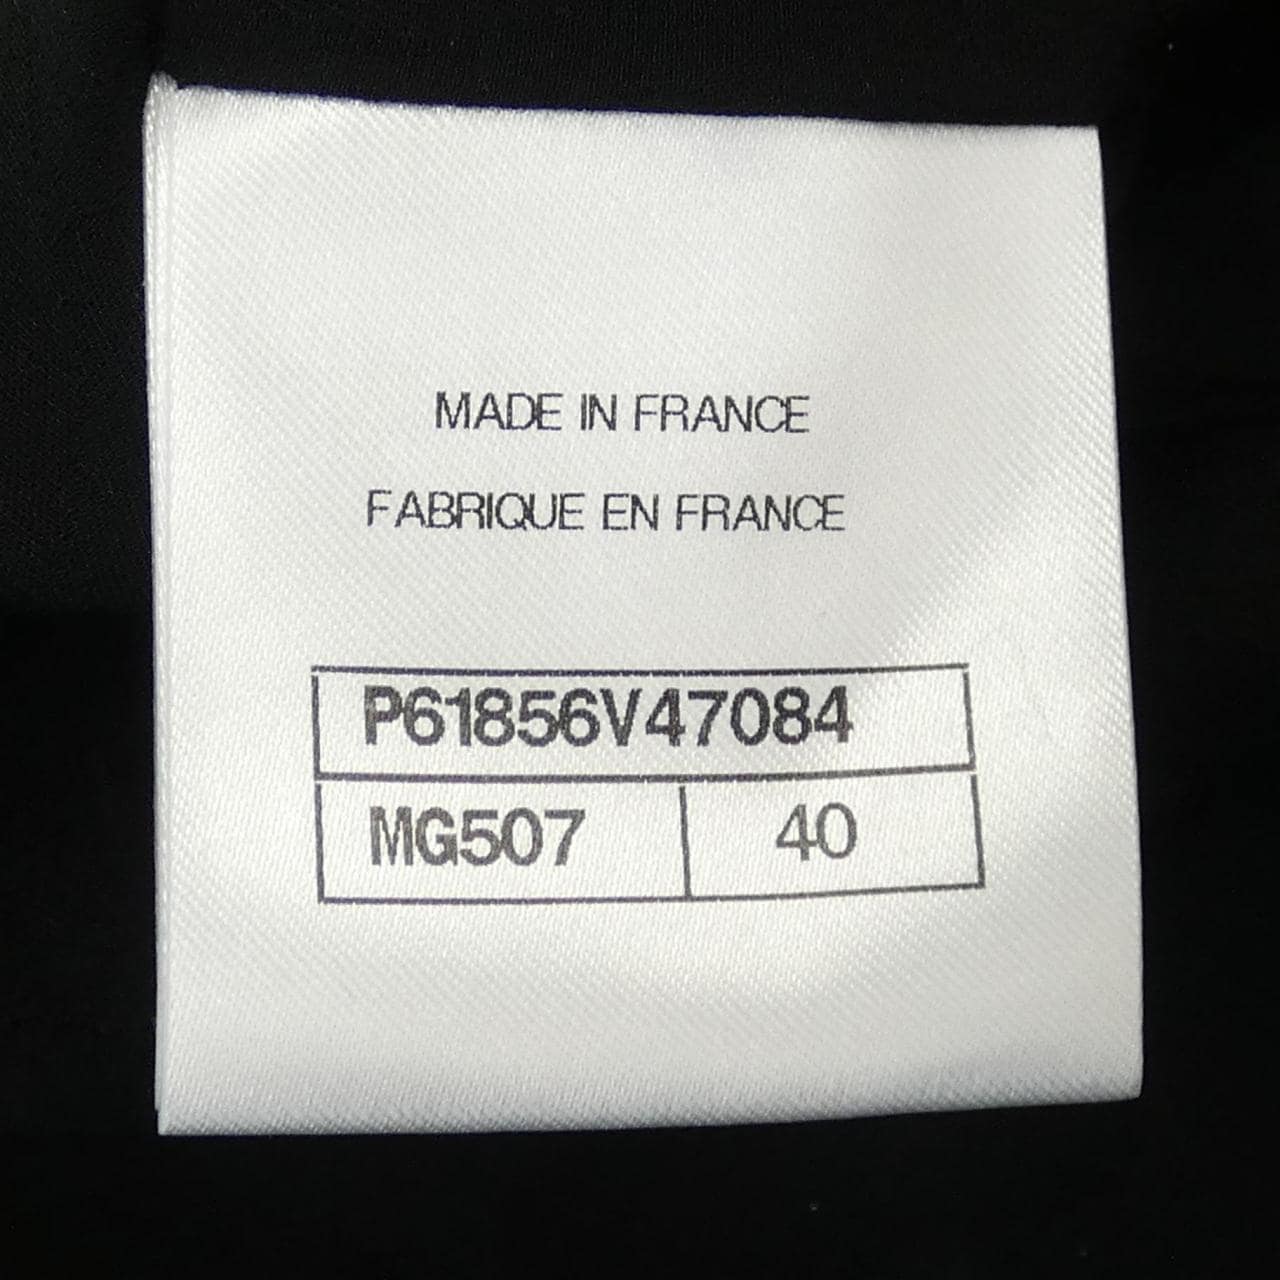 MADE IN FRANCE
FABRIQUE EN FRANCE
P61856V47084
MG507 40